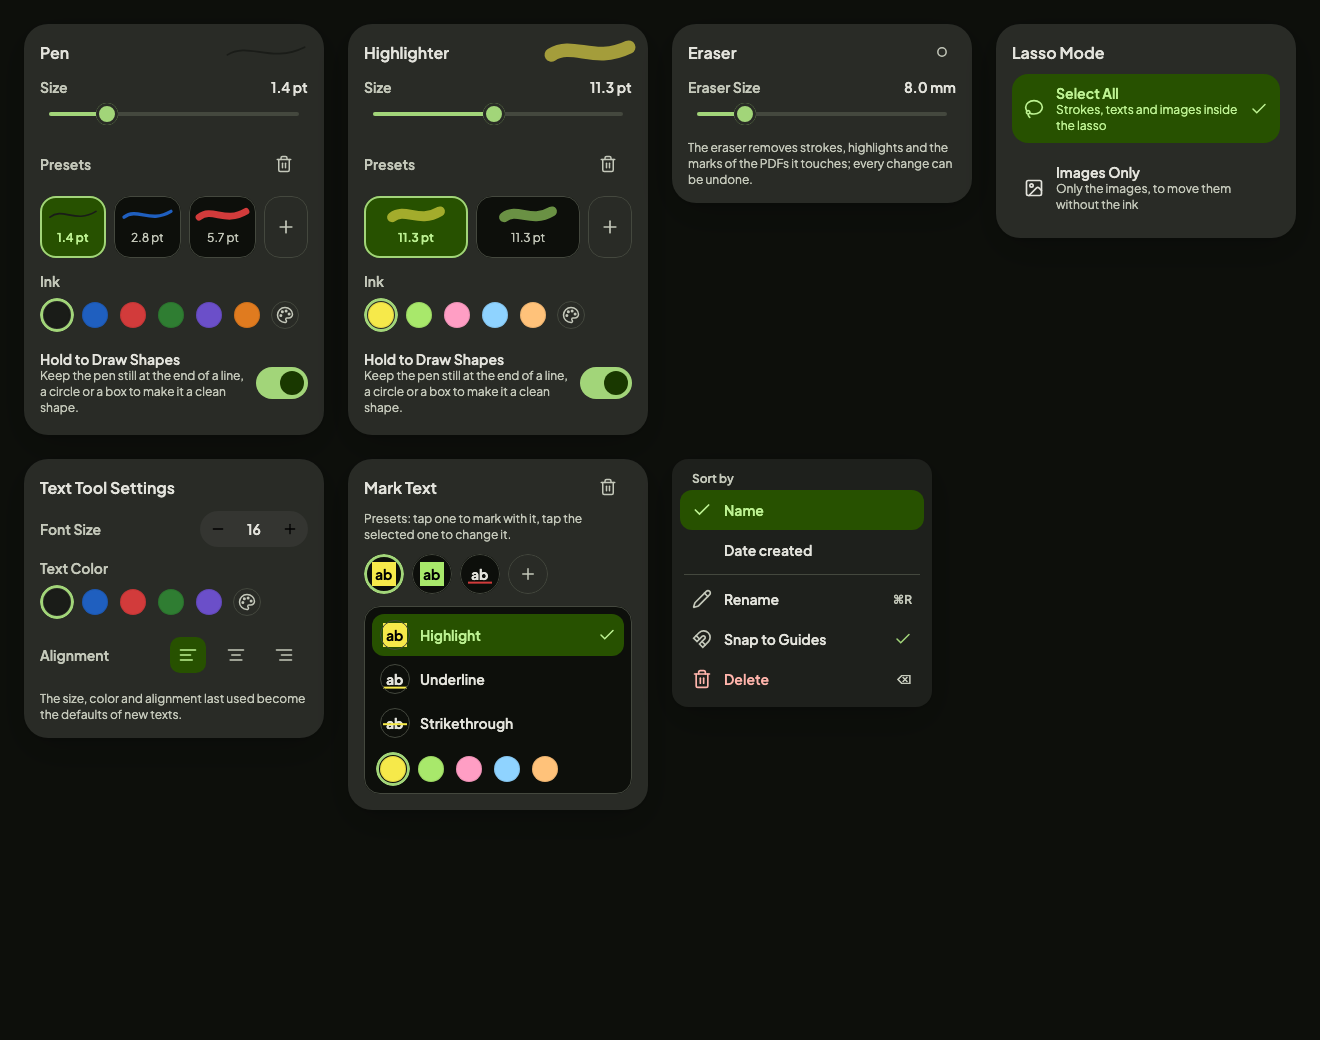 Pen
Size 1.4 pt
Presets
1.4 pt 2.8 pt 5.7 pt
Ink
Hold to Draw Shapes
Keep the pen still at the end of a line,
a circle or a box to make it a clean
shape.
Highlighter
Size 11.3 pt
Presets
11.3 pt 11.3 pt
Ink
Hold to Draw Shapes
Keep the pen still at the end of a line,
a circle or a box to make it a clean
shape.
Eraser
Eraser Size 8.0 mm
The eraser removes strokes, highlights and the
marks of the PDFs it touches; every change can
be undone.
Lasso Mode
Select All
Strokes, texts and images inside
the lasso
Images Only
Only the images, to move them
without the ink
Text Tool Settings
Font Size − 16 +
Text Color
Alignment
The size, color and alignment last used become
the defaults of new texts.
Mark Text
Presets: tap one to mark with it, tap the
selected one to change it.
ab ab ab
ab Highlight
ab Underline
ab Strikethrough
Sort by
Name
Date created
Rename ⌘R
Snap to Guides
Delete ⌫